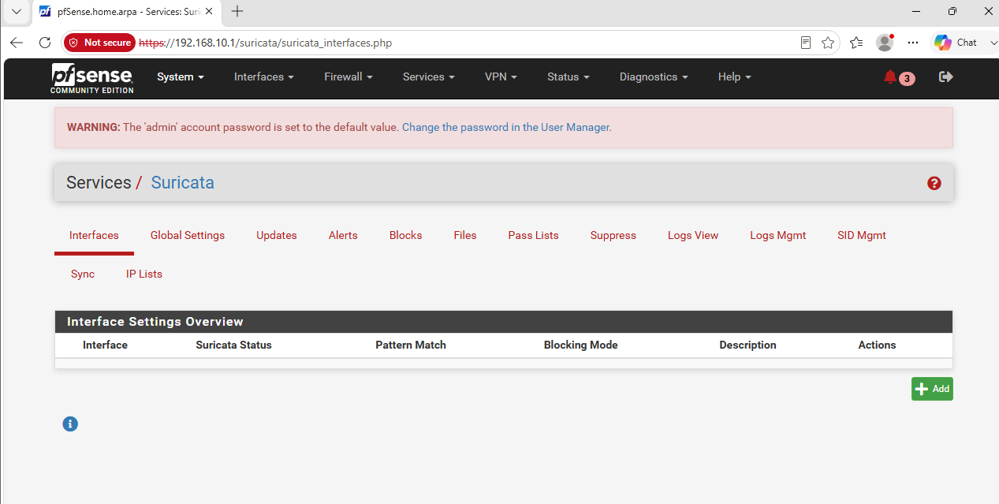 pfSense.home.arpa - Services: Suri
Not secure https://192.168.10.1/suricata/suricata_interfaces.php Chat
pfsense COMMUNITY EDITION System Interfaces Firewall Services VPN Status Diagnostics Help 3
WARNING: The 'admin' account password is set to the default value. Change the password in the User Manager.
Services / Suricata
Interfaces Global Settings Updates Alerts Blocks Files Pass Lists Suppress Logs View Logs Mgmt SID Mgmt
Sync IP Lists
Interface Settings Overview
Interface Suricata Status Pattern Match Blocking Mode Description Actions
Add